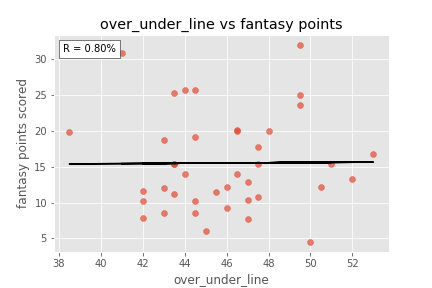 over_under_line vs fantasy points
R = 0.80%
30
25
20
15
10
5
fantasy points scored
38 40 42 44 46 48 50 52
over_under_line